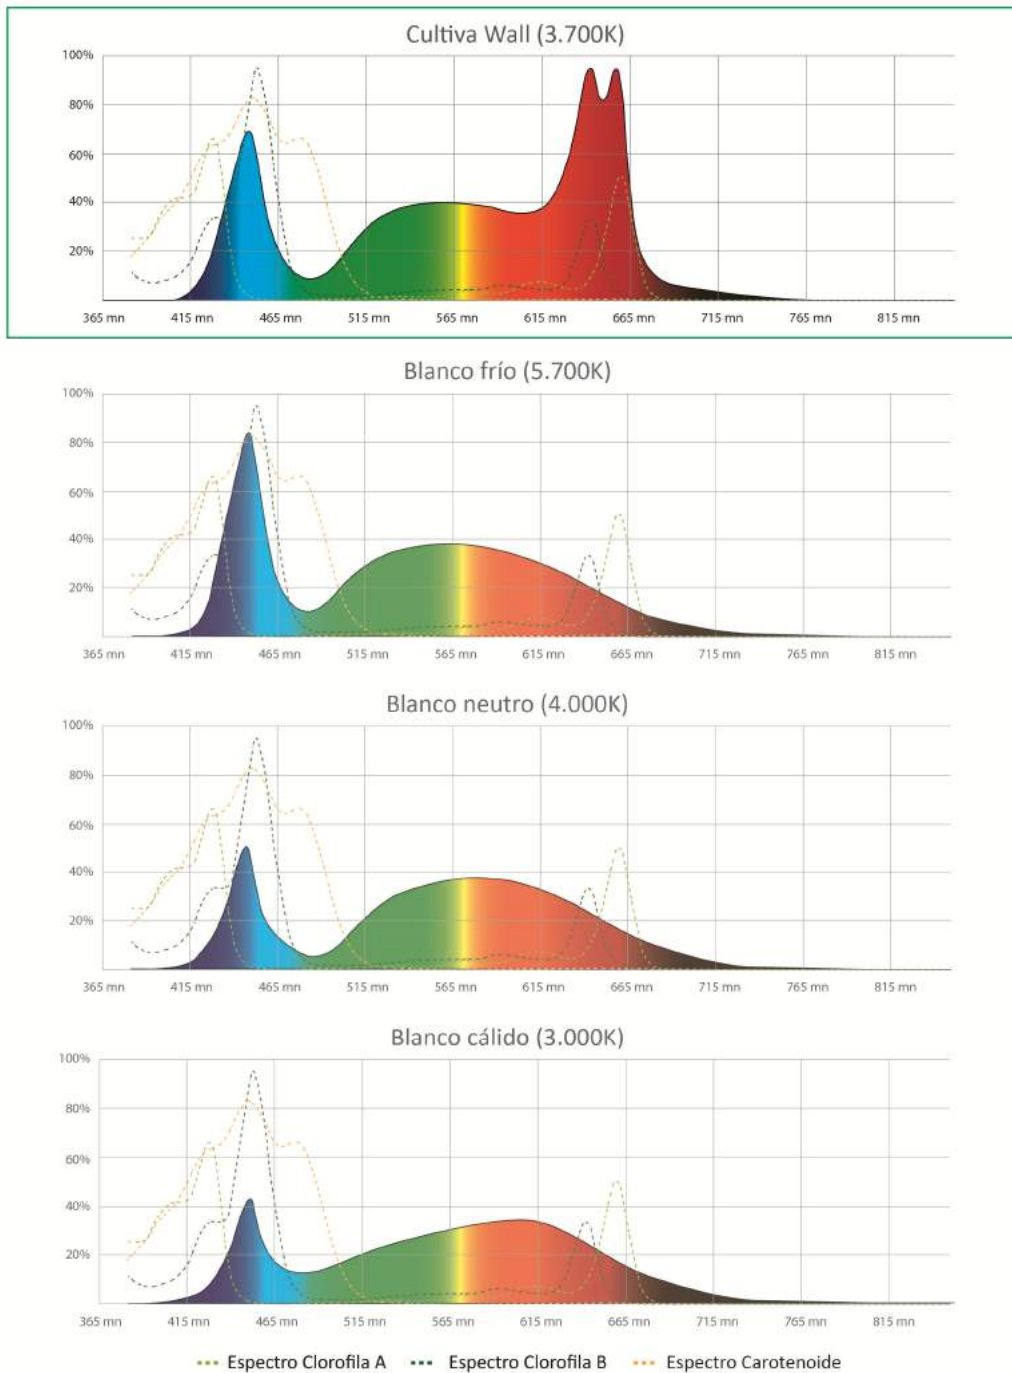 Cultiva Wall (3.700K)
100%
80%
60%
40%
20%
365 mn 415 mn 465 mn 515 mn 565 mn 615 mn 665 mn 715 mn 765 mn 815 mn
Blanco frío (5.700K)
100%
80%
60%
40%
20%
365 mn 415 mn 465 mn 515 mn 565 mn 615 mn 665 mn 715 mn 765 mn 815 mn
Blanco neutro (4.000K)
100%
80%
60%
40%
20%
365 mn 415 mn 465 mn 515 mn 565 mn 615 mn 665 mn 715 mn 765 mn 815 mn
Blanco cálido (3.000K)
100%
80%
60%
40%
20%
365 mn 415 mn 465 mn 515 mn 565 mn 615 mn 665 mn 715 mn 765 mn 815 mn
Espectro Clorofila A Espectro Clorofila B Espectro Carotenoide